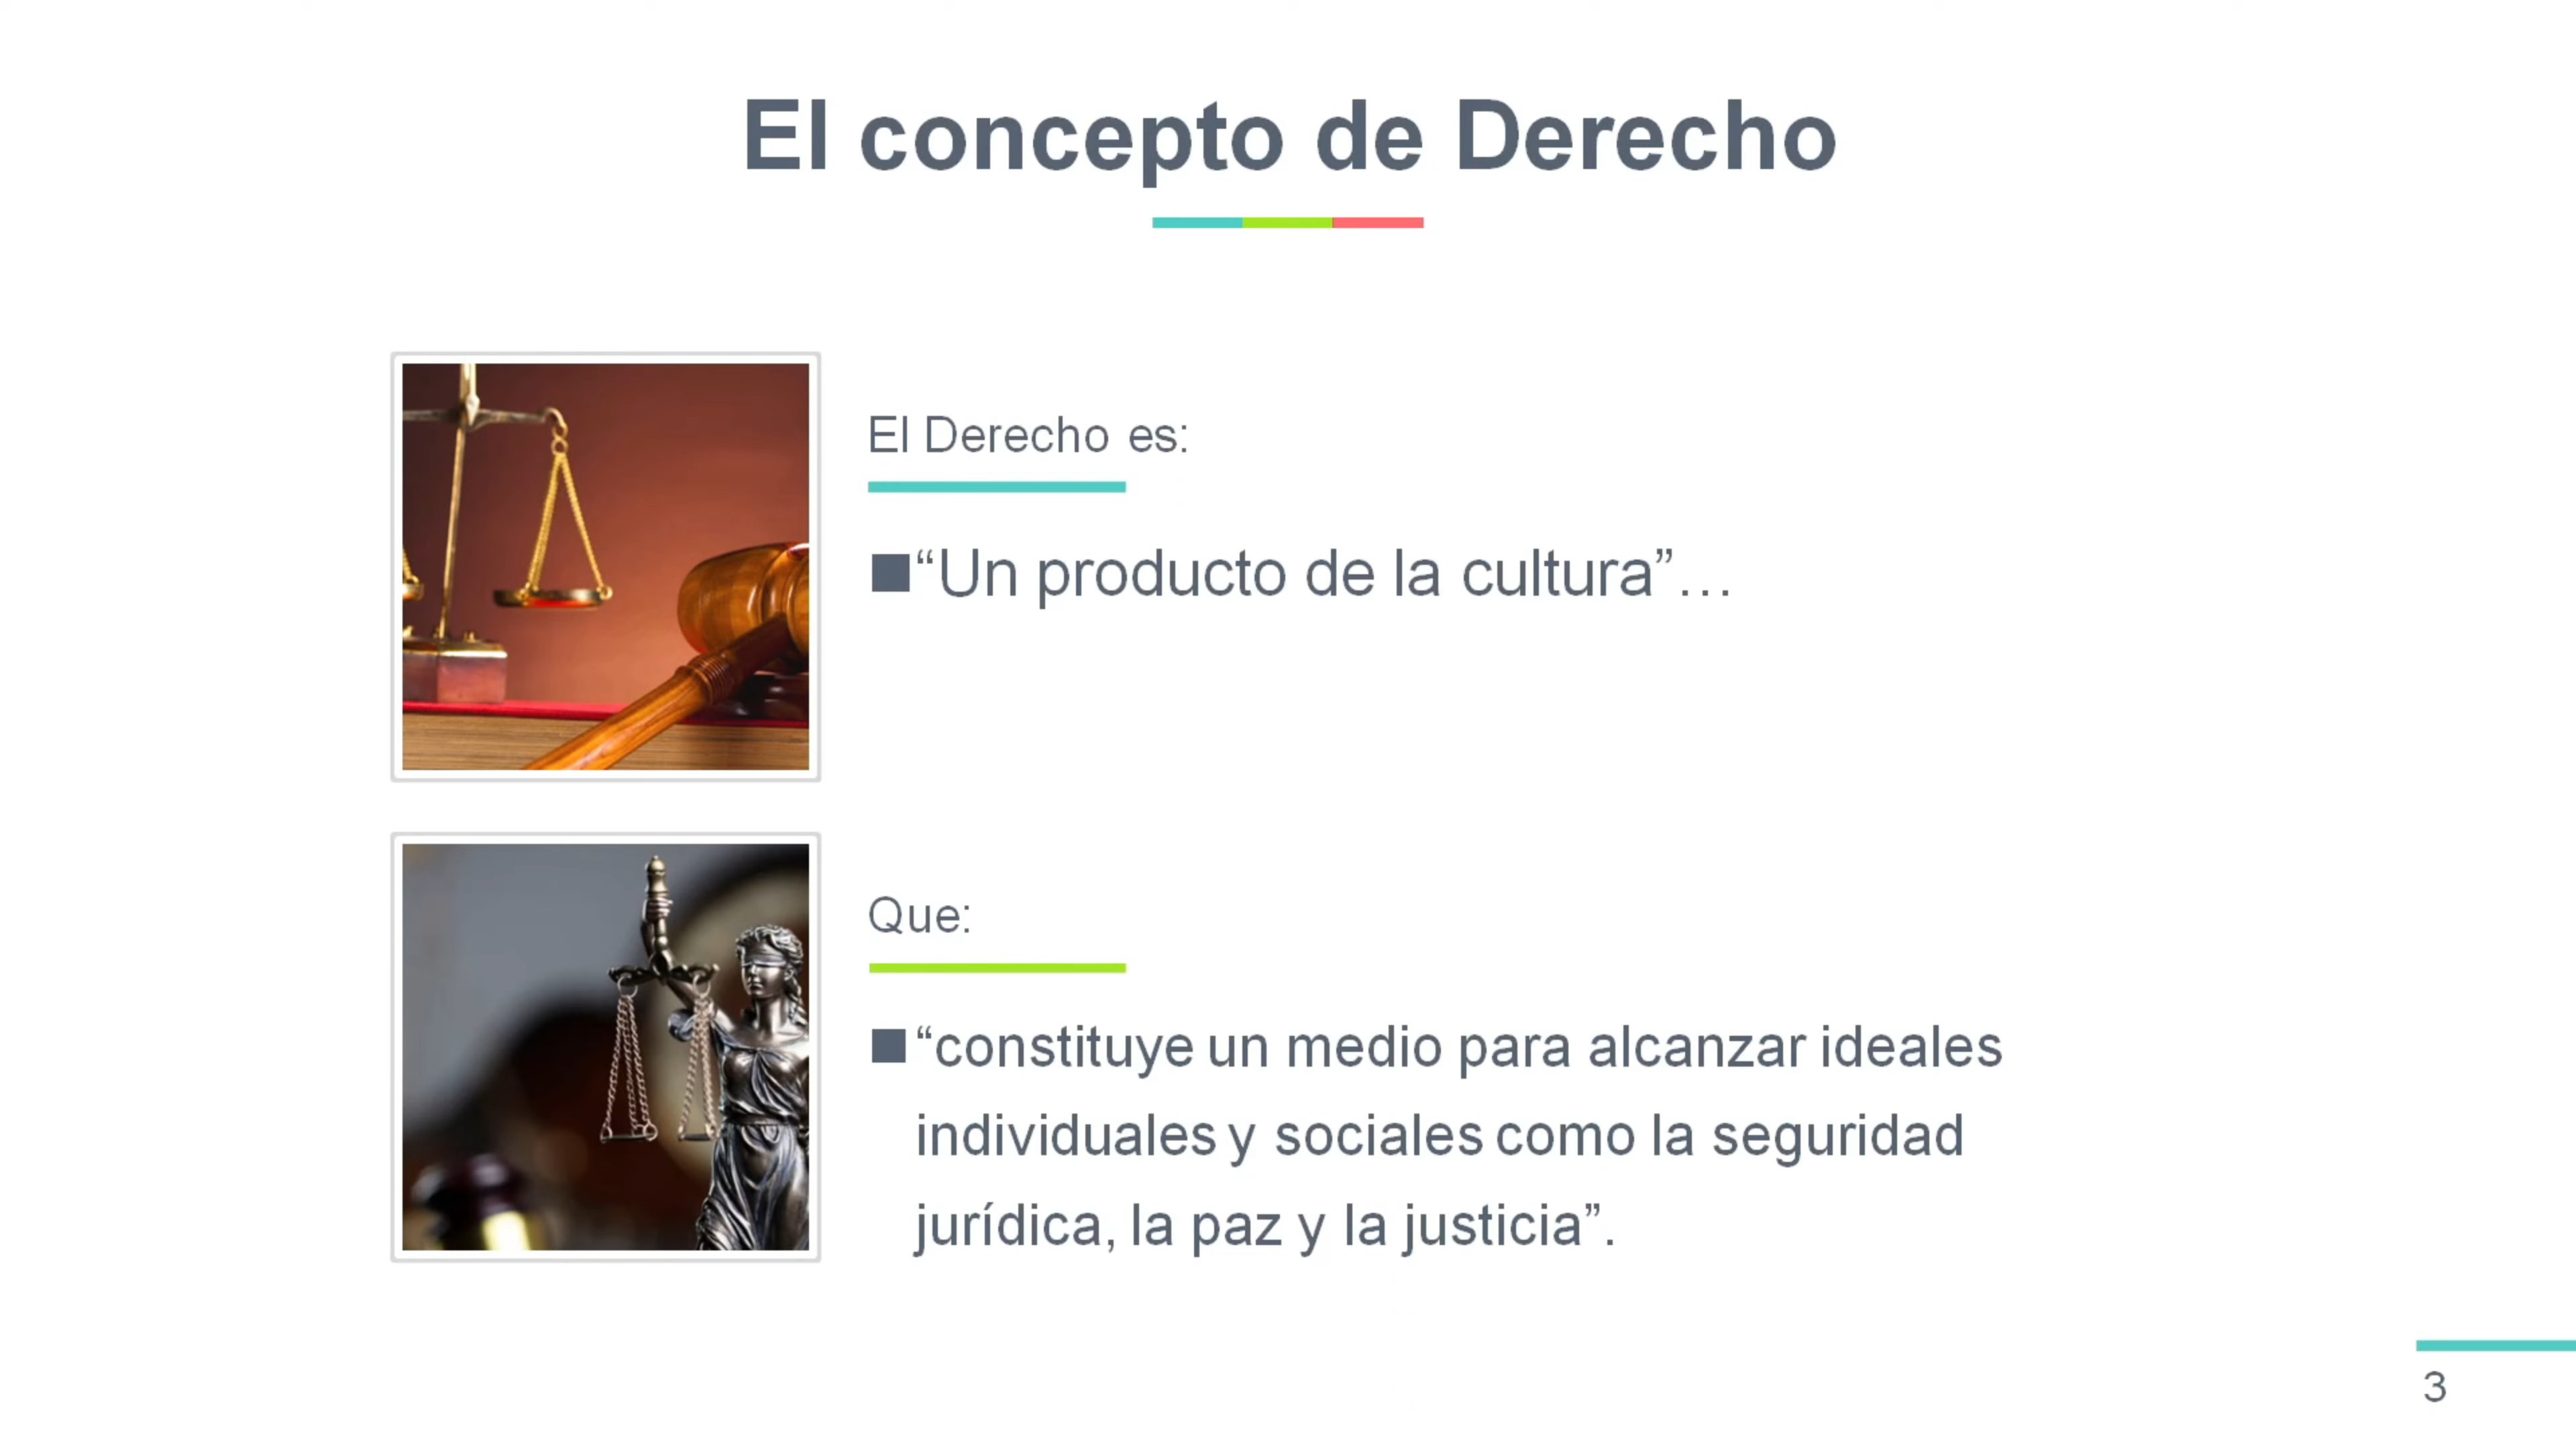 El concepto de Derecho
El Derecho es:
■“Un producto de la cultura”…
Que:
■“constituye un medio para alcanzar ideales
individuales y sociales como la seguridad
jurídica, la paz y la justicia”.
3